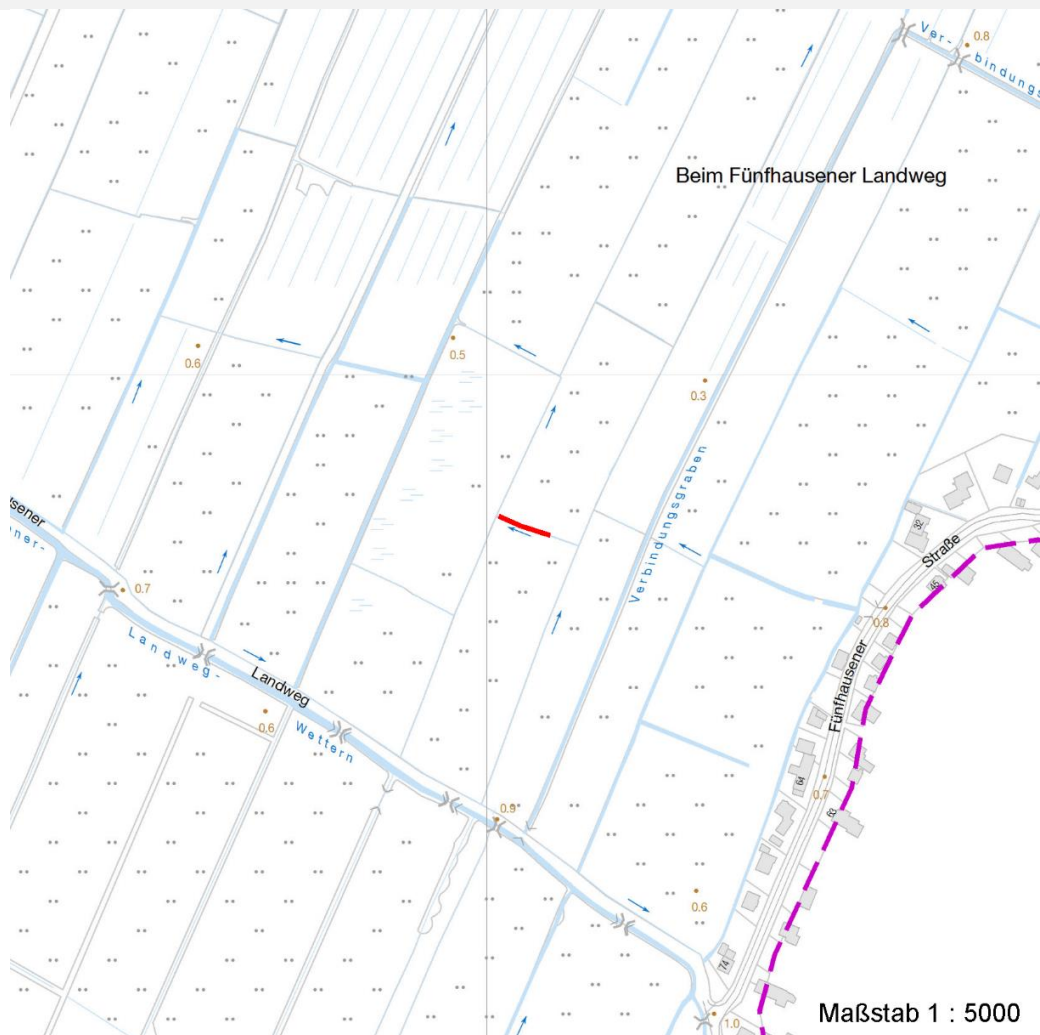 0.8
Ver-
bindungs
Beim Fünfhausener Landweg
0.6
0.5
0.3
Verbindungsgraben
sener
ner-
0.7
Landweg-
Landweg
Wettern
0.6
0.9
32
Straße
45
0.8
Fünfhausener
64
0.7
63
0.6
74
1.0
Maßstab 1 : 5000